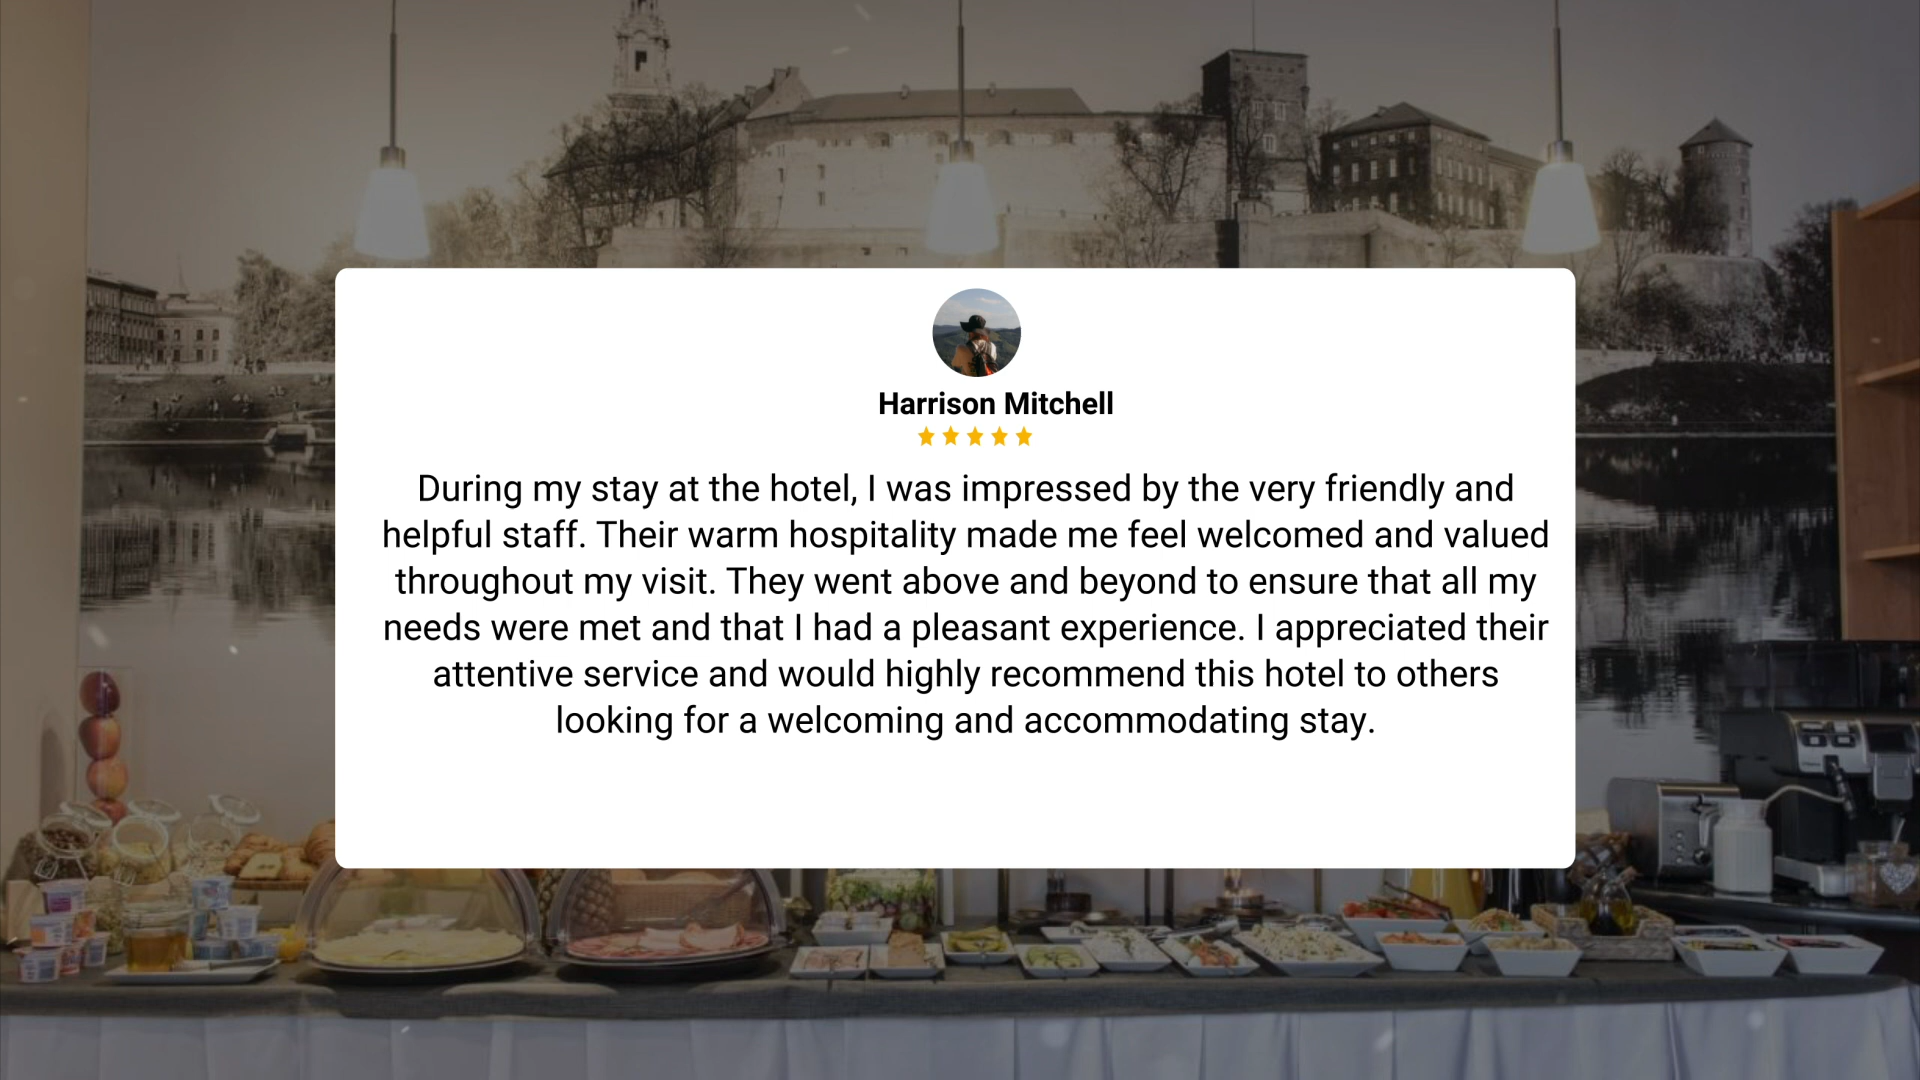 Harrison Mitchell
During my stay at the hotel, I was impressed by the very friendly and
helpful staff. Their warm hospitality made me feel welcomed and valued
throughout my visit. They went above and beyond to ensure that all my
needs were met and that I had a pleasant experience. I appreciated their
attentive service and would highly recommend this hotel to others
looking for a welcoming and accommodating stay.